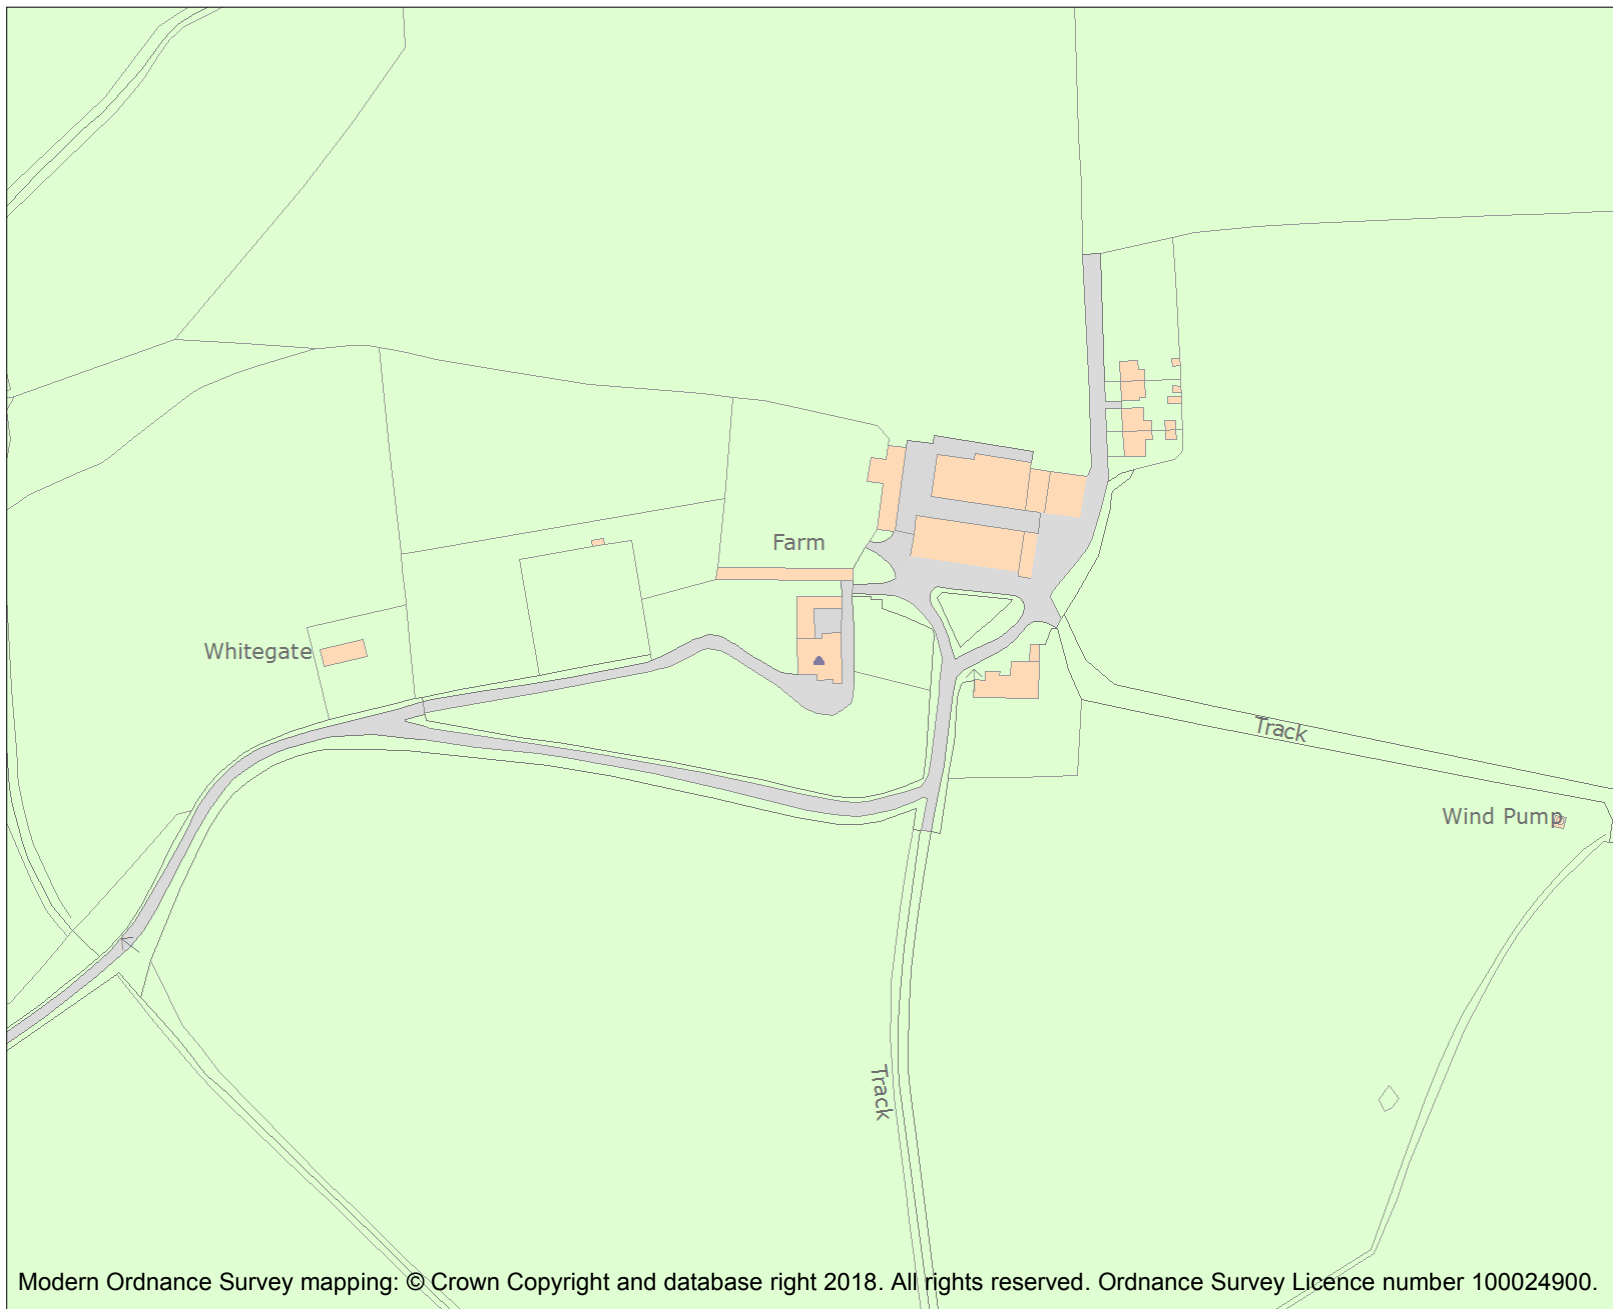 Farm
Whitegate
Track
Wind Pump
Track
Modern Ordnance Survey mapping: © Crown Copyright and database right 2018. All rights reserved. Ordnance Survey Licence number 100024900.